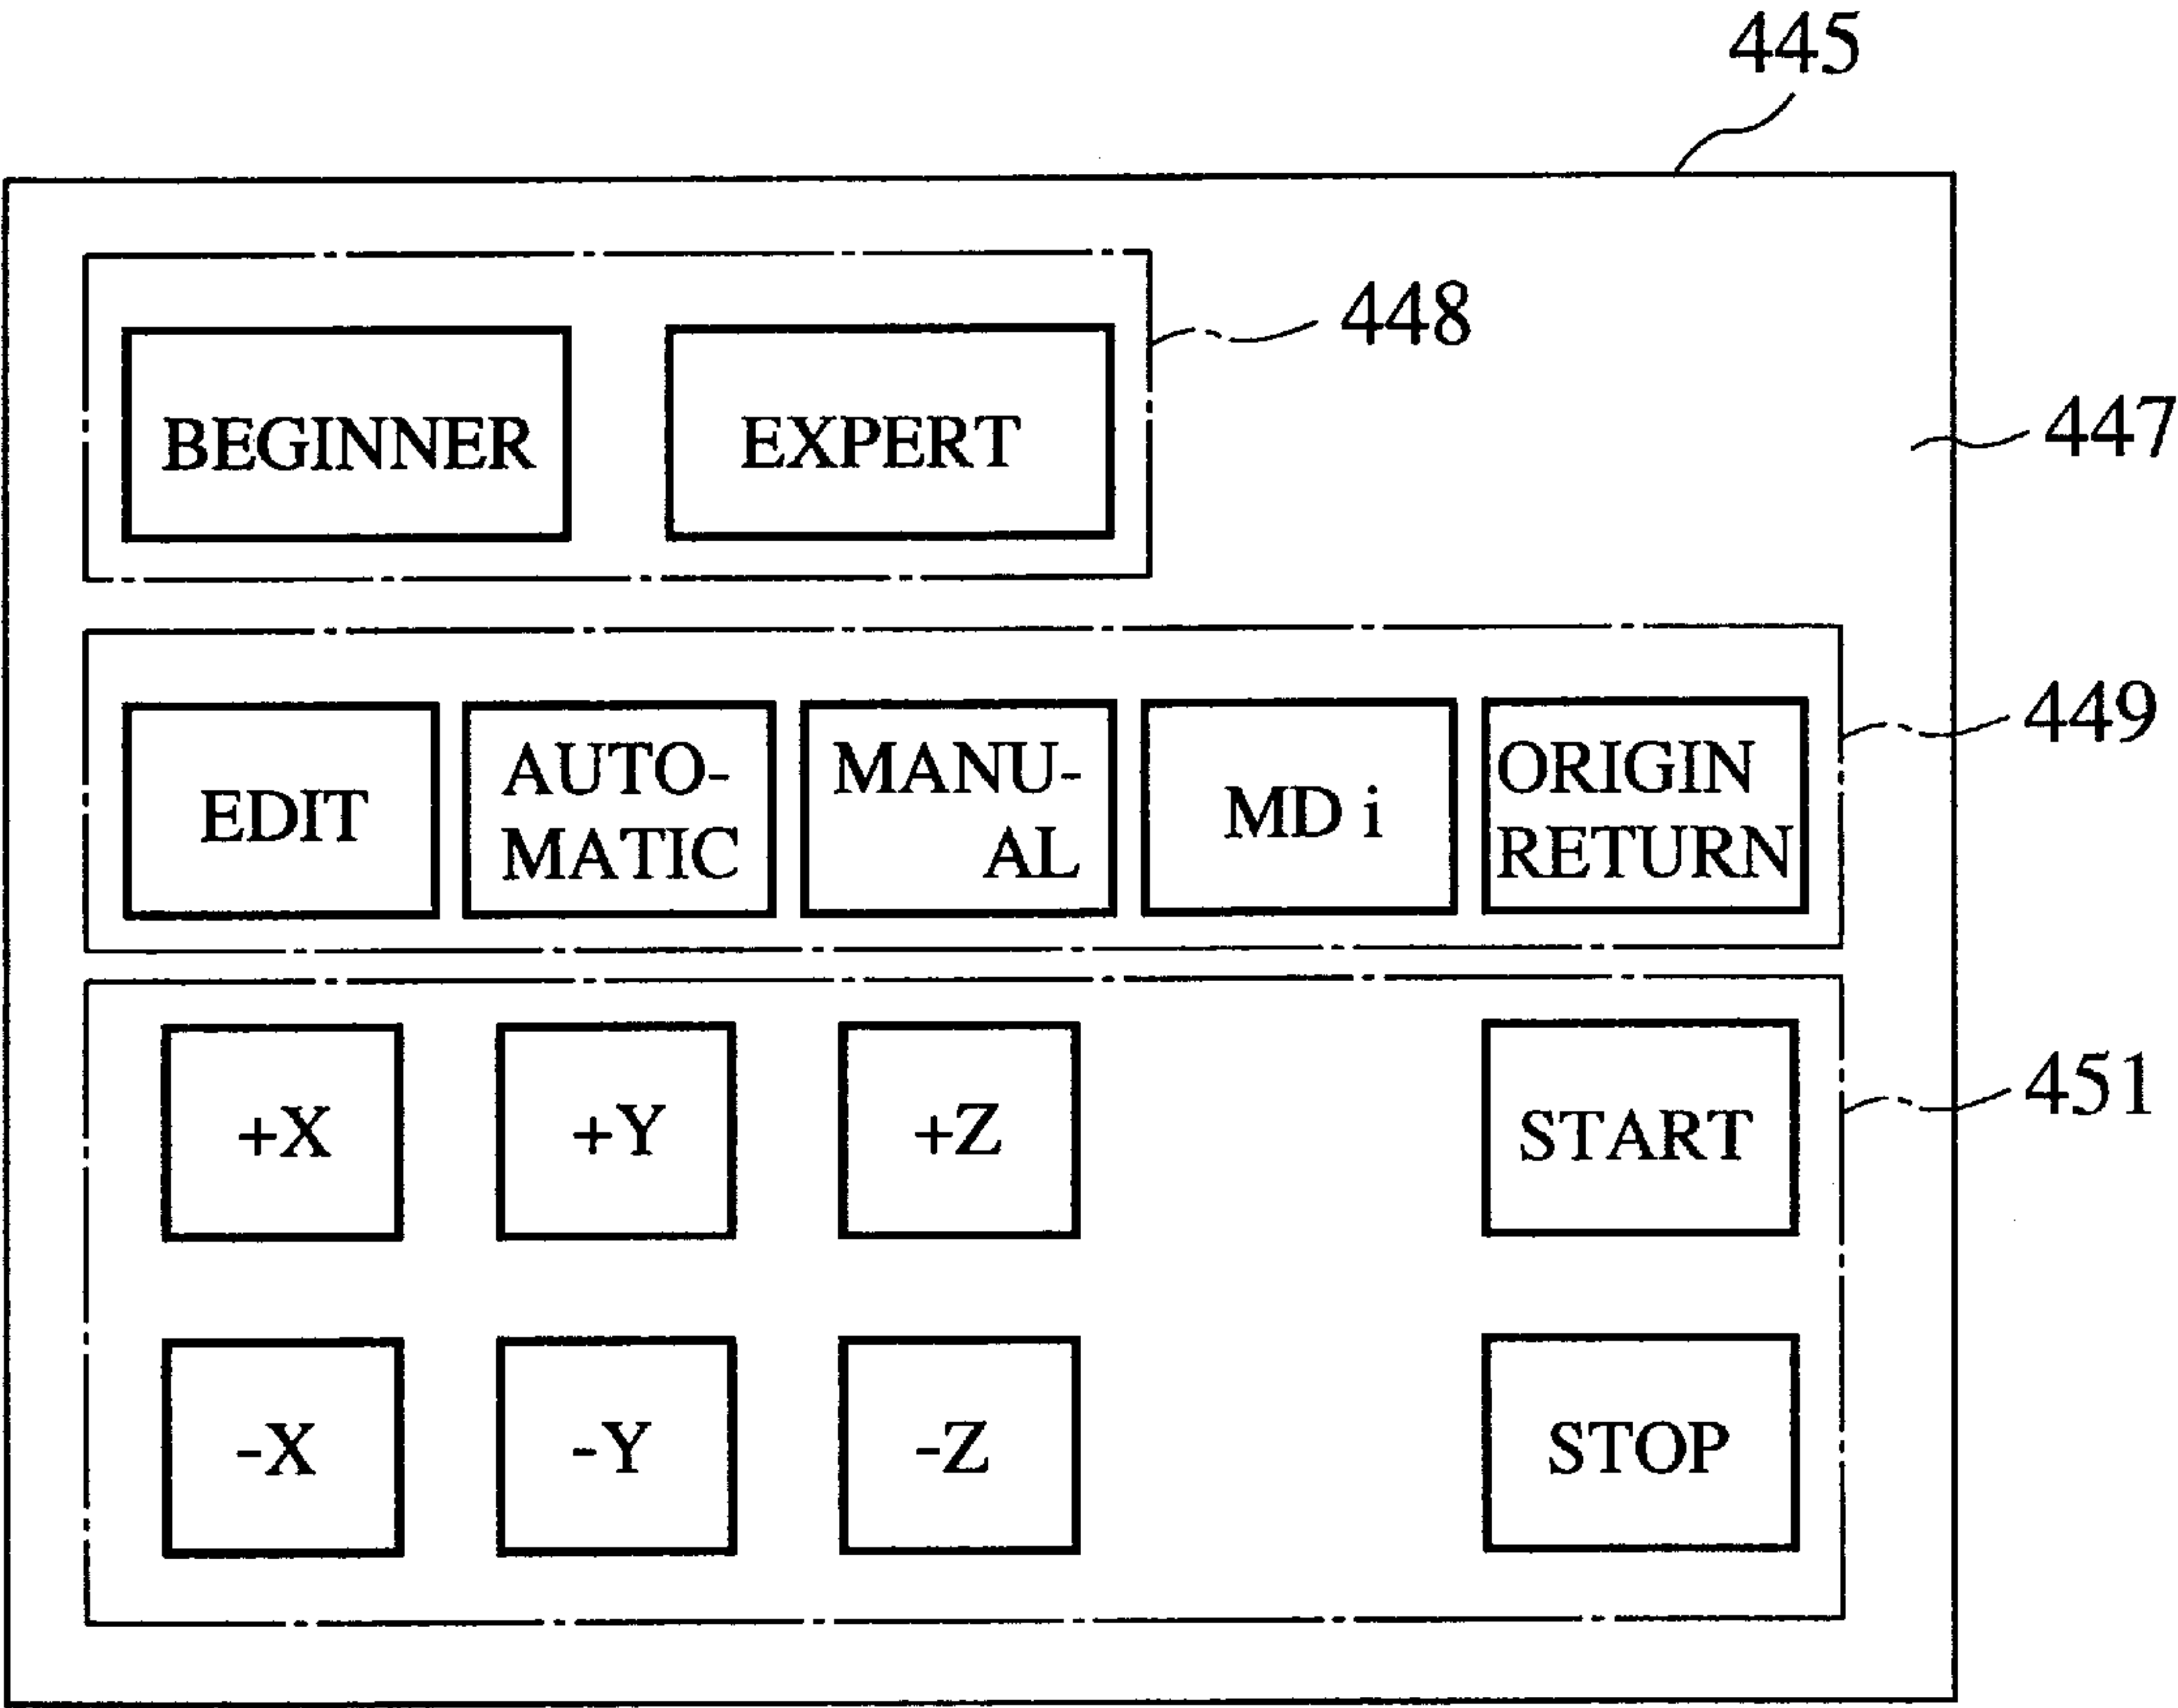 445
448
BEGINNER
EXPERT
447
449
EDIT
AUTO-
MATIC
MANU-
AL
MD i
ORIGIN
RETURN
451
+X
+Y
+Z
START
-X
-Y
-Z
STOP